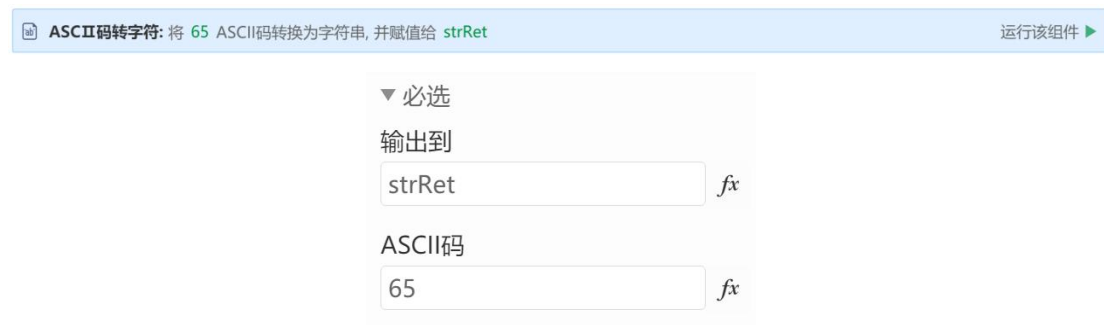 ASCII码转字符: 将 65 ASCII码转换为字符串, 并赋值给 strRet 运行该组件
必选
输出到
strRet fx
ASCII码
65 fx